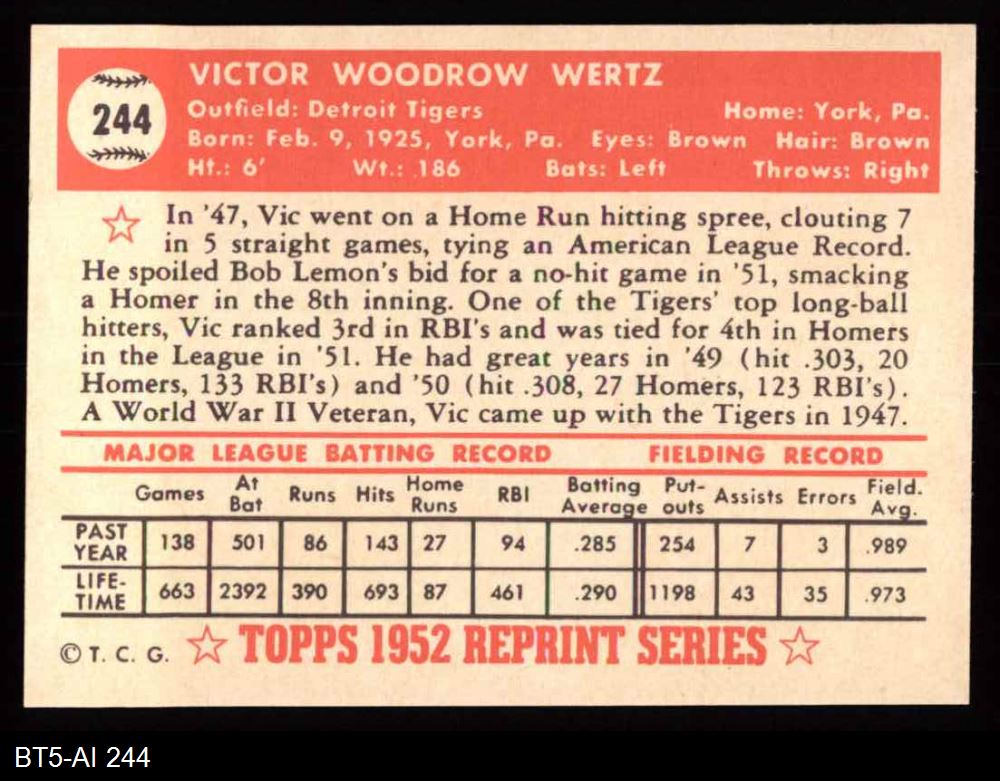 VICTOR WOODROW WERTZ
244
Outfield: Detroit Tigers Home: York, Pa.
Born: Feb. 9, 1925, York, Pa. Eyes: Brown Hair: Brown
Ht.: 6' Wt.: 186 Bats: Left Throws: Right
In '47, Vic went on a Home Run hitting spree, clouting 7
in 5 straight games, tying an American League Record.
He spoiled Bob Lemon's bid for a no-hit game in '51, smacking
a Homer in the 8th inning. One of the Tigers' top long-ball
hitters, Vic ranked 3rd in RBI's and was tied for 4th in Homers
in the League in '51. He had great years in '49 (hit .303, 20
Homers, 133 RBI's) and '50 (hit .308, 27 Homers, 123 RBI's).
A World War II Veteran, Vic came up with the Tigers in 1947.
MAJOR LEAGUE BATTING RECORD FIELDING RECORD
Games At Bat Runs Hits Home Runs RBI Batting Average Put-outs Assists Errors Field. Avg.
PAST YEAR 138 501 86 143 27 94 .285 254 7 3 .989
LIFE-TIME 663 2392 390 693 87 461 .290 1198 43 35 .973
© T. C. G. TOPPS 1952 REPRINT SERIES
BT5-AI 244